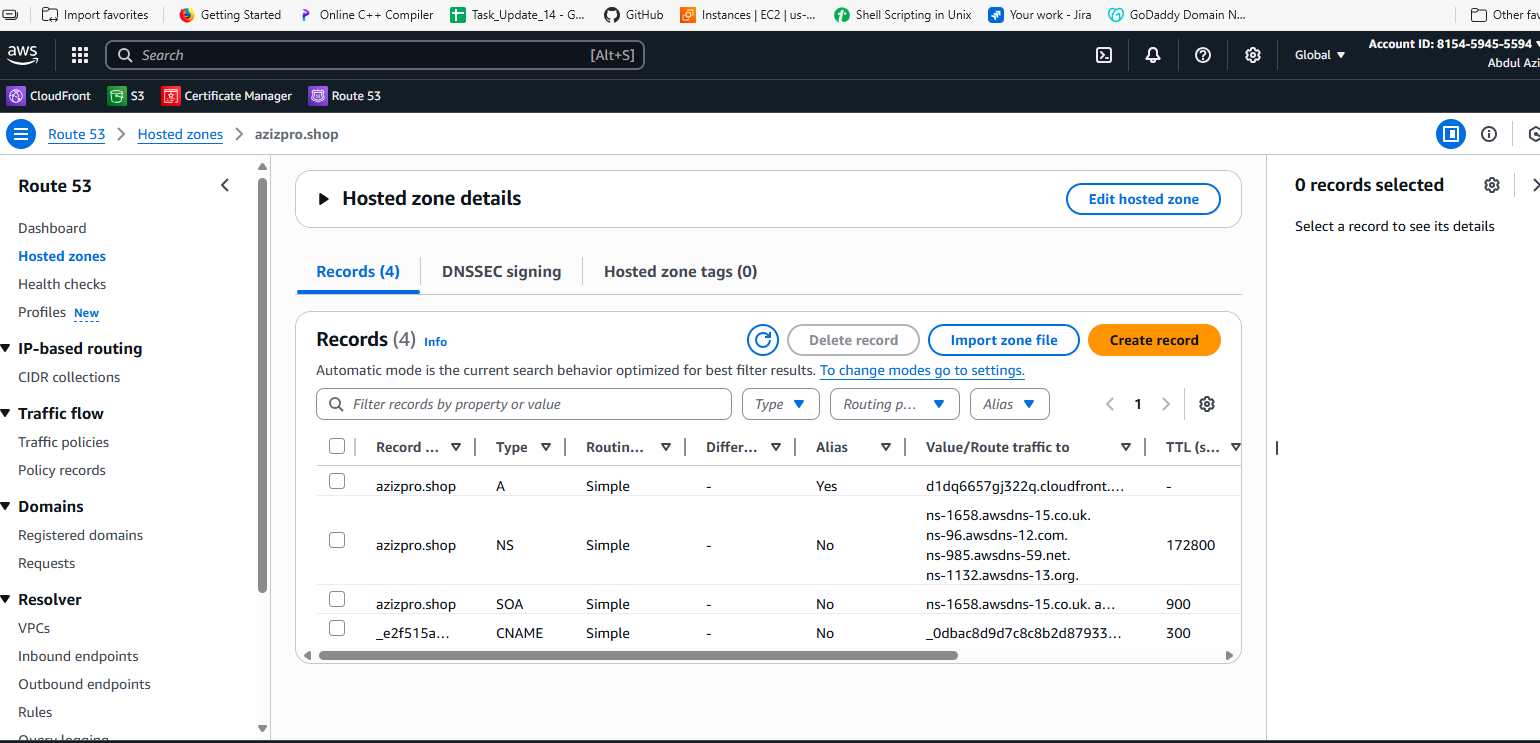 Import favorites
Getting Started
Online C++ Compiler
Task_Update_14 - G...
GitHub
Instances | EC2 | us-...
Shell Scripting in Unix
Your work - Jira
GoDaddy Domain N...
Other fav
aws
Search
[Alt+S]
Global
Account ID: 8154-5945-5594
Abdul Azi
CloudFront
S3
Certificate Manager
Route 53
Route 53
Hosted zones
azizpro.shop
Route 53
Dashboard
Hosted zones
Health checks
Profiles New
IP-based routing
CIDR collections
Traffic flow
Traffic policies
Policy records
Domains
Registered domains
Requests
Resolver
VPCs
Inbound endpoints
Outbound endpoints
Rules
Query logging
Hosted zone details
Edit hosted zone
Records (4)
DNSSEC signing
Hosted zone tags (0)
Records (4) Info
Delete record
Import zone file
Create record
Automatic mode is the current search behavior optimized for best filter results. To change modes go to settings.
Filter records by property or value
Type
Routing p...
Alias
1
Record ... Type Routin... Differ... Alias Value/Route traffic to TTL (s...
azizpro.shop A Simple - Yes d1dq6657gj322q.cloudfront.... -
azizpro.shop NS Simple - No ns-1658.awsdns-15.co.uk.
ns-96.awsdns-12.com.
ns-985.awsdns-59.net.
ns-1132.awsdns-13.org.
172800
azizpro.shop SOA Simple - No ns-1658.awsdns-15.co.uk. a... 900
_e2f515a... CNAME Simple - No _0dbac8d9d7c8c8b2d87933... 300
0 records selected
Select a record to see its details